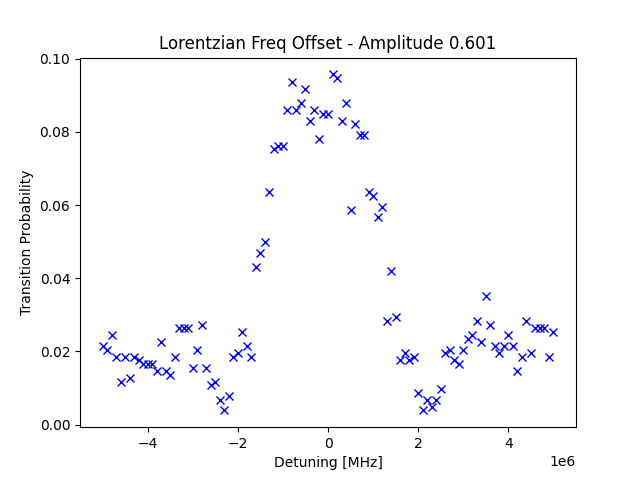 Lorentzian Freq Offset - Amplitude 0.601
0.10
0.08
0.06
0.04
0.02
0.00
Transition Probability
−4
−2
0
2
4
1e6
Detuning [MHz]